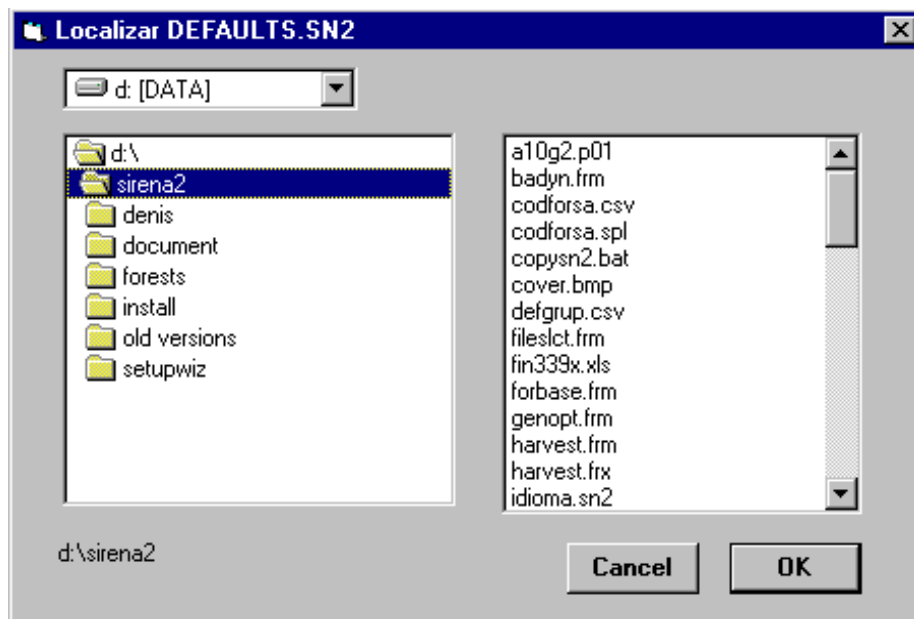 Localizar DEFAULTS.SN2
d: [DATA]
d:\
sirena2
denis
document
forests
install
old versions
setupwiz
a10g2.p01
badyn.frm
codforsa.csv
codforsa.spl
copysn2.bat
cover.bmp
defgrup.csv
fileslct.frm
fin339x.xls
forbase.frm
genopt.frm
harvest.frm
harvest.frx
idioma.sn2
d:\sirena2
Cancel
OK